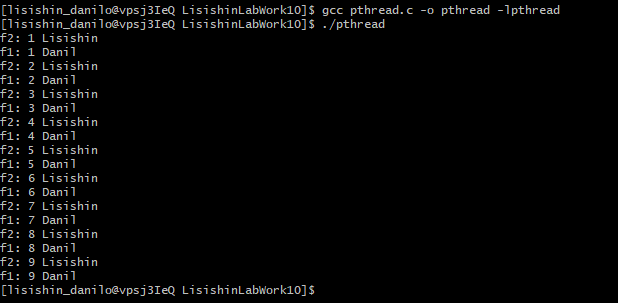 [lisishin_danilo@vpsj3IeQ LisishinLabWork10]$ gcc pthread.c -o pthread -lpthread
[lisishin_danilo@vpsj3IeQ LisishinLabWork10]$ ./pthread
f2: 1 Lisishin
f1: 1 Danil
f2: 2 Lisishin
f1: 2 Danil
f2: 3 Lisishin
f1: 3 Danil
f2: 4 Lisishin
f1: 4 Danil
f2: 5 Lisishin
f1: 5 Danil
f2: 6 Lisishin
f1: 6 Danil
f2: 7 Lisishin
f1: 7 Danil
f2: 8 Lisishin
f1: 8 Danil
f2: 9 Lisishin
f1: 9 Danil
[lisishin_danilo@vpsj3IeQ LisishinLabWork10]$